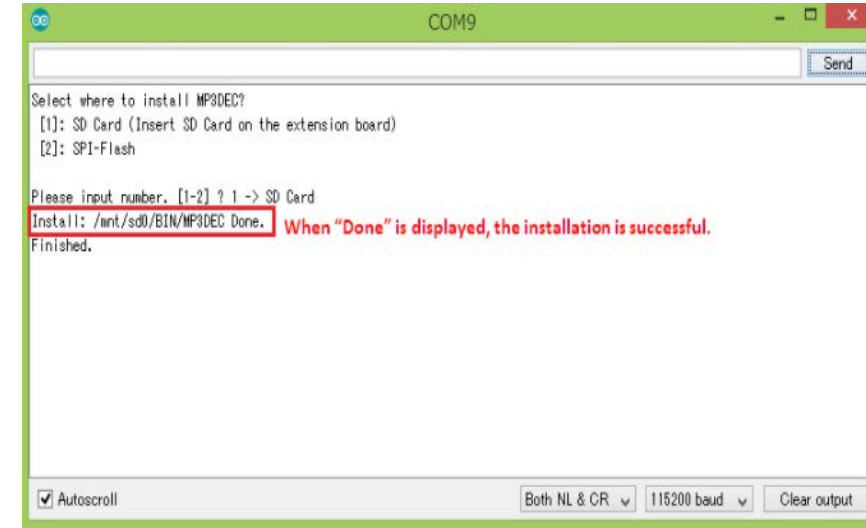 COM9
Send
Select where to install MP3DEC?
[1]: SD Card (Insert SD Card on the extension board)
[2]: SPI-Flash
Please input number. [1-2] ? 1 -> SD Card
Install: /mnt/sd0/BIN/MP3DEC Done. When “Done” is displayed, the installation is successful.
Finished.
Autoscroll Both NL & CR 115200 baud Clear output